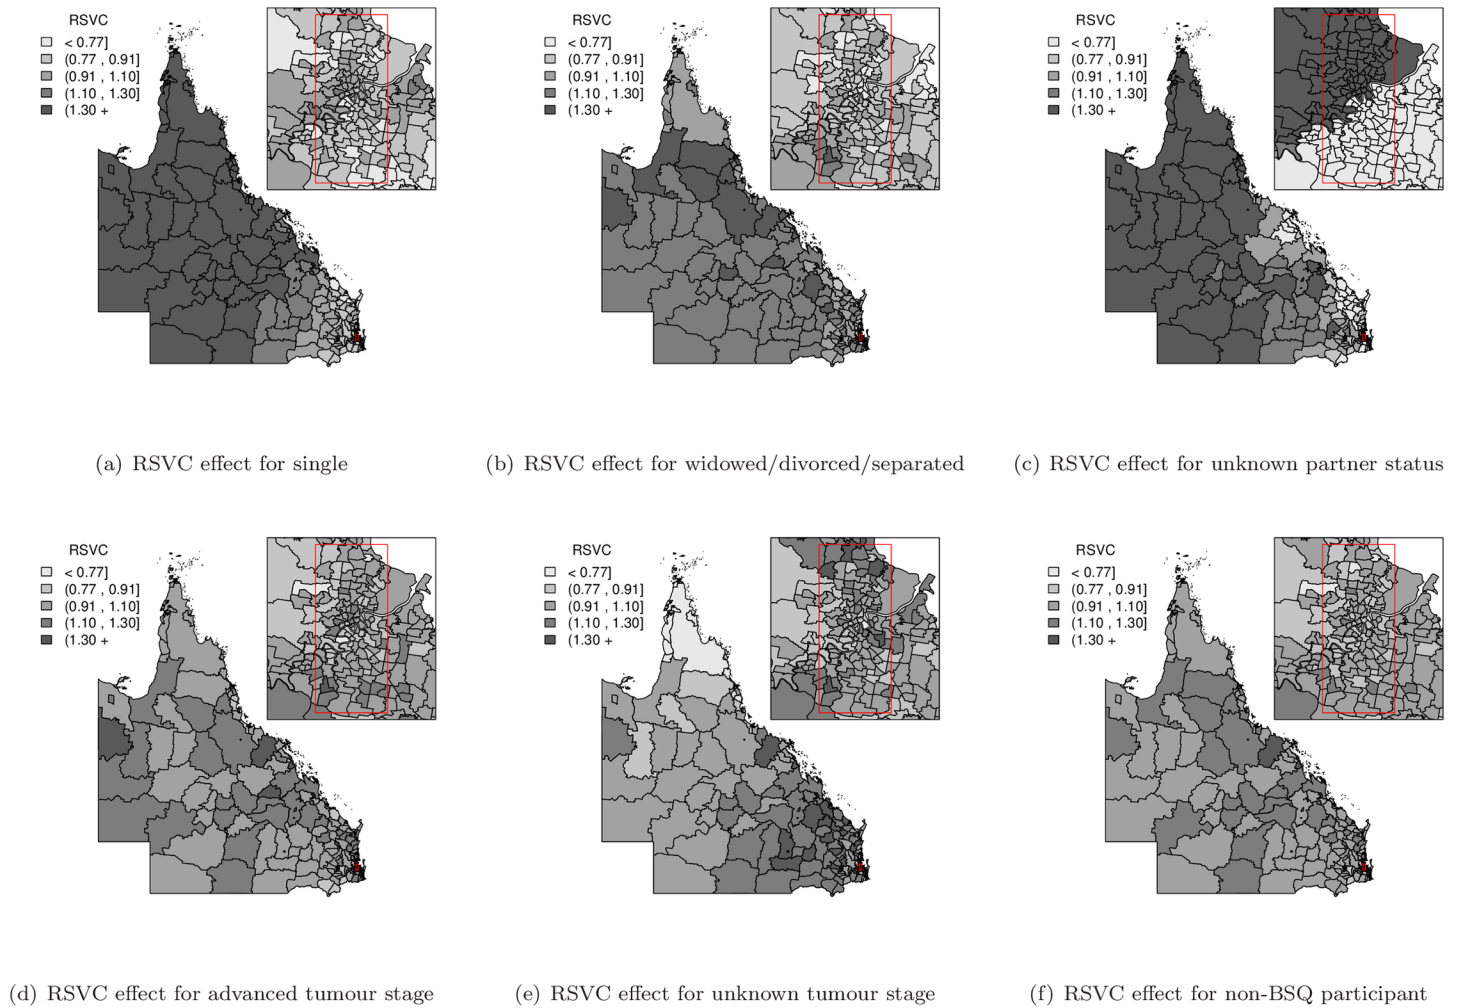 RSVC
< 0.77]
(0.77 , 0.91]
(0.91 , 1.10]
(1.10 , 1.30]
(1.30 +
(a) RSVC effect for single
RSVC
< 0.77]
(0.77 , 0.91]
(0.91 , 1.10]
(1.10 , 1.30]
(1.30 +
(b) RSVC effect for widowed/divorced/separated
RSVC
< 0.77]
(0.77 , 0.91]
(0.91 , 1.10]
(1.10 , 1.30]
(1.30 +
(c) RSVC effect for unknown partner status
RSVC
< 0.77]
(0.77 , 0.91]
(0.91 , 1.10]
(1.10 , 1.30]
(1.30 +
(d) RSVC effect for advanced tumour stage
RSVC
< 0.77]
(0.77 , 0.91]
(0.91 , 1.10]
(1.10 , 1.30]
(1.30 +
(e) RSVC effect for unknown tumour stage
RSVC
< 0.77]
(0.77 , 0.91]
(0.91 , 1.10]
(1.10 , 1.30]
(1.30 +
(f) RSVC effect for non-BSQ participant